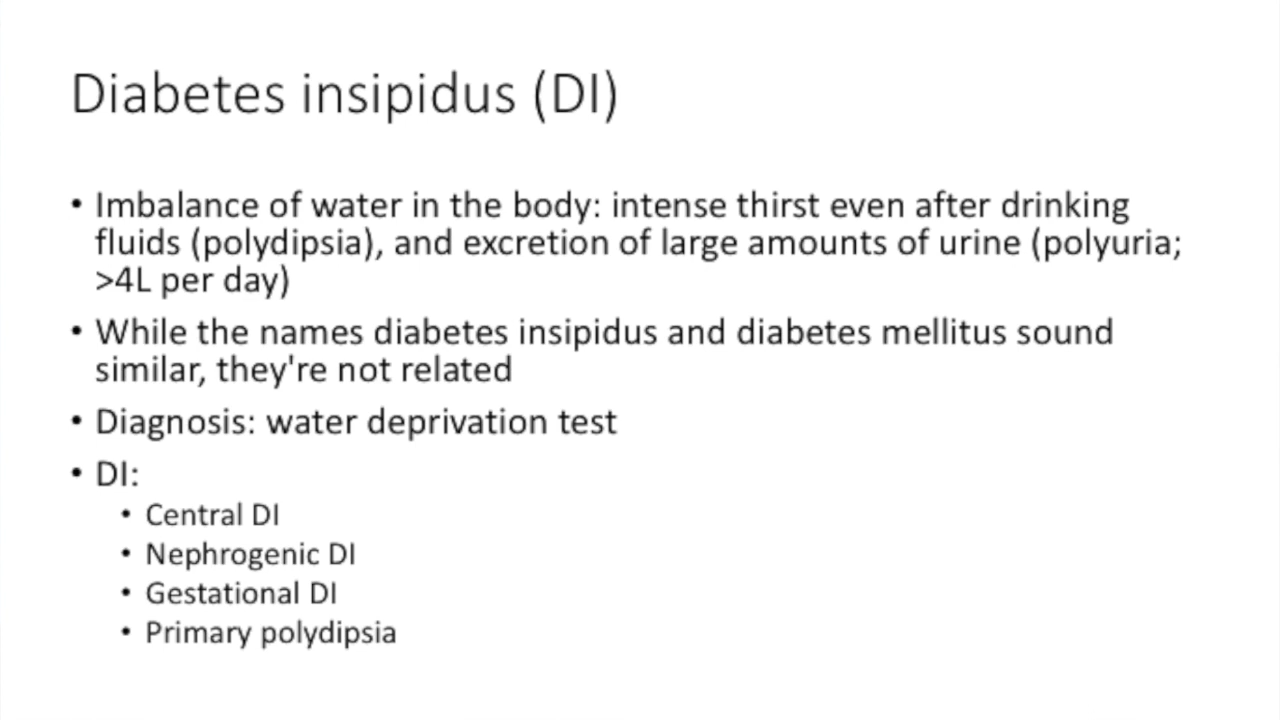 Diabetes insipidus (DI)
• Imbalance of water in the body: intense thirst even after drinking
fluids (polydipsia), and excretion of large amounts of urine (polyuria;
>4L per day)
• While the names diabetes insipidus and diabetes mellitus sound
similar, they're not related
• Diagnosis: water deprivation test
• DI:
• Central DI
• Nephrogenic DI
• Gestational DI
• Primary polydipsia